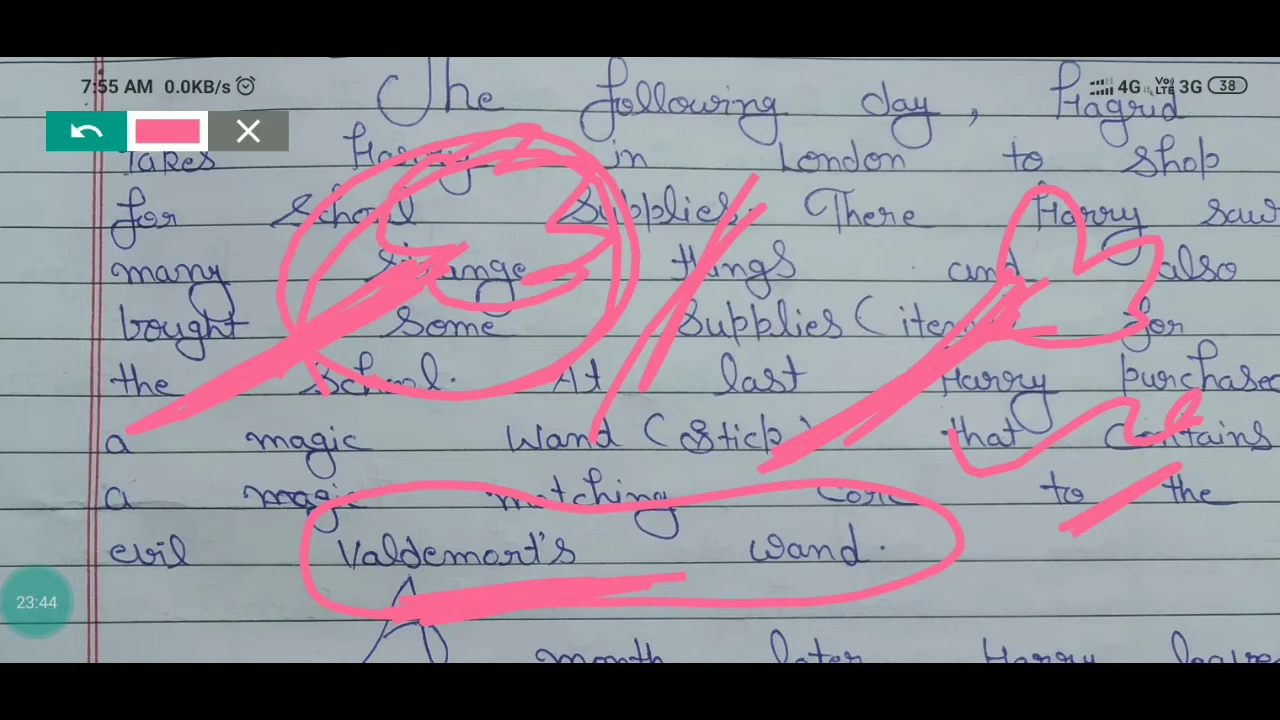 7:55 AM 0.0KB/s 4G VoLTE 3G 38
The following day, Hagrid
Takes Harry in London to shop
for School Supplies. There Harry saw
many Strange things and also
bought Some Supplies (items) for
the School. At last Harry purchased
a magic wand (Stick) that Contains
a magic matching Core to the
evil Valdemort's wand.
23:44
A month later Harry leaves